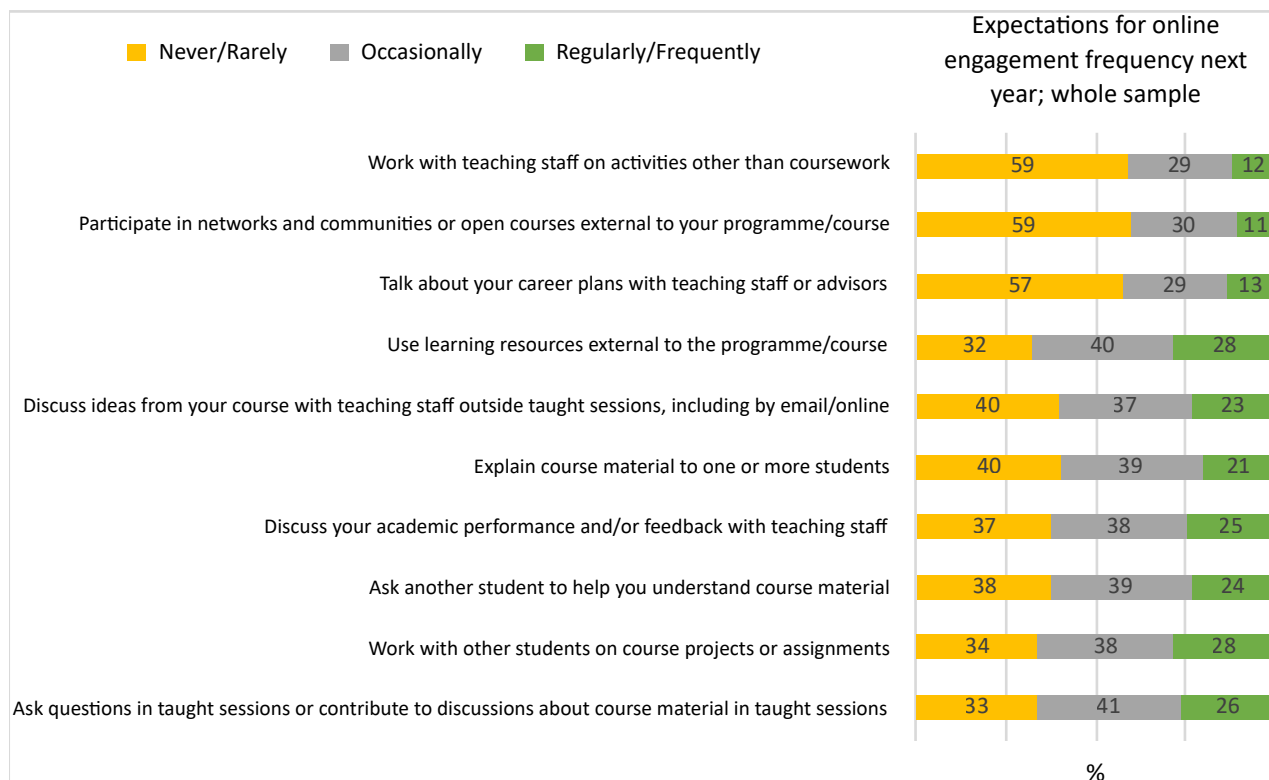 Never/Rarely Occasionally Regularly/Frequently
Expectations for online
engagement frequency next
year; whole sample
Work with teaching staff on activities other than coursework 59 29 12
Participate in networks and communities or open courses external to your programme/course 59 30 11
Talk about your career plans with teaching staff or advisors 57 29 13
Use learning resources external to the programme/course 32 40 28
Discuss ideas from your course with teaching staff outside taught sessions, including by email/online 40 37 23
Explain course material to one or more students 40 39 21
Discuss your academic performance and/or feedback with teaching staff 37 38 25
Ask another student to help you understand course material 38 39 24
Work with other students on course projects or assignments 34 38 28
Ask questions in taught sessions or contribute to discussions about course material in taught sessions 33 41 26
%